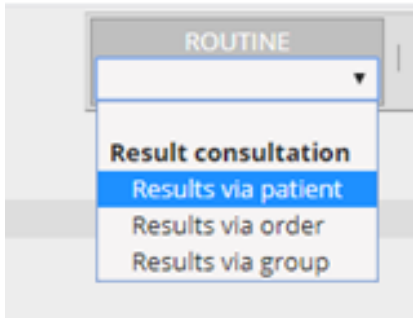 ROUTINE
Result consultation
Results via patient
Results via order
Results via group